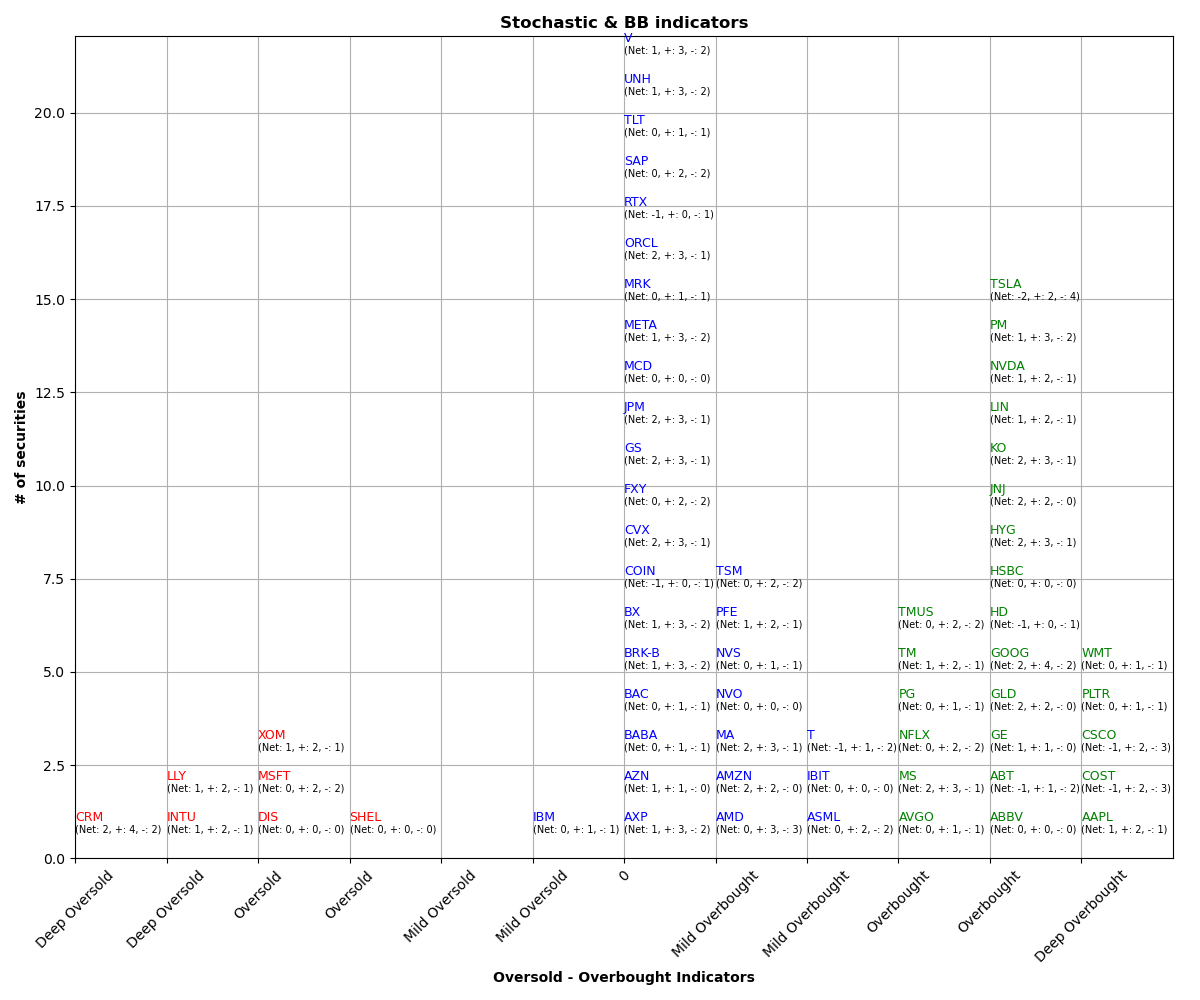 Stochastic & BB indicators
# of securities
20.0
17.5
15.0
12.5
10.0
7.5
5.0
2.5
0.0
CRM
(Net: 2, +: 4, -: 2)
LLY
(Net: 1, +: 2, -: 1)
INTU
(Net: 1, +: 2, -: 1)
XOM
(Net: 1, +: 2, -: 1)
MSFT
(Net: 0, +: 2, -: 2)
DIS
(Net: 0, +: 0, -: 0)
SHEL
(Net: 0, +: 0, -: 0)
IBM
(Net: 0, +: 1, -: 1)
V
(Net: 1, +: 3, -: 2)
UNH
(Net: 1, +: 3, -: 2)
TLT
(Net: 0, +: 1, -: 1)
SAP
(Net: 0, +: 2, -: 2)
RTX
(Net: -1, +: 0, -: 1)
ORCL
(Net: 2, +: 3, -: 1)
MRK
(Net: 0, +: 1, -: 1)
META
(Net: 1, +: 3, -: 2)
MCD
(Net: 0, +: 0, -: 0)
JPM
(Net: 2, +: 3, -: 1)
GS
(Net: 2, +: 3, -: 1)
FXY
(Net: 0, +: 2, -: 2)
CVX
(Net: 2, +: 3, -: 1)
COIN
(Net: -1, +: 0, -: 1)
BX
(Net: 1, +: 3, -: 2)
BRK-B
(Net: 1, +: 3, -: 2)
BAC
(Net: 0, +: 1, -: 1)
BABA
(Net: 0, +: 1, -: 1)
AZN
(Net: 1, +: 1, -: 0)
AXP
(Net: 1, +: 3, -: 2)
TSM
(Net: 0, +: 2, -: 2)
PFE
(Net: 1, +: 2, -: 1)
NVS
(Net: 0, +: 1, -: 1)
NVO
(Net: 0, +: 0, -: 0)
MA
(Net: 2, +: 3, -: 1)
AMZN
(Net: 2, +: 2, -: 0)
AMD
(Net: 0, +: 3, -: 3)
T
(Net: -1, +: 1, -: 2)
IBIT
(Net: 0, +: 0, -: 0)
ASML
(Net: 0, +: 2, -: 2)
TMUS
(Net: 0, +: 2, -: 2)
TM
(Net: 1, +: 2, -: 1)
PG
(Net: 0, +: 1, -: 1)
NFLX
(Net: 0, +: 2, -: 2)
MS
(Net: 2, +: 3, -: 1)
AVGO
(Net: 0, +: 1, -: 1)
TSLA
(Net: -2, +: 2, -: 4)
PM
(Net: 1, +: 3, -: 2)
NVDA
(Net: 1, +: 2, -: 1)
LIN
(Net: 1, +: 2, -: 1)
KO
(Net: 2, +: 3, -: 1)
JNJ
(Net: 2, +: 2, -: 0)
HYG
(Net: 2, +: 3, -: 1)
HSBC
(Net: 0, +: 0, -: 0)
HD
(Net: -1, +: 0, -: 1)
GOOG
(Net: 2, +: 4, -: 2)
GLD
(Net: 2, +: 2, -: 0)
GE
(Net: 1, +: 1, -: 0)
ABT
(Net: -1, +: 1, -: 2)
ABBV
(Net: 0, +: 0, -: 0)
WMT
(Net: 0, +: 1, -: 1)
PLTR
(Net: 0, +: 1, -: 1)
CSCO
(Net: -1, +: 2, -: 3)
COST
(Net: -1, +: 2, -: 3)
AAPL
(Net: 1, +: 2, -: 1)
Deep Oversold
Deep Oversold
Oversold
Oversold
Mild Oversold
Mild Oversold
0
Mild Overbought
Mild Overbought
Overbought
Overbought
Deep Overbought
Oversold - Overbought Indicators